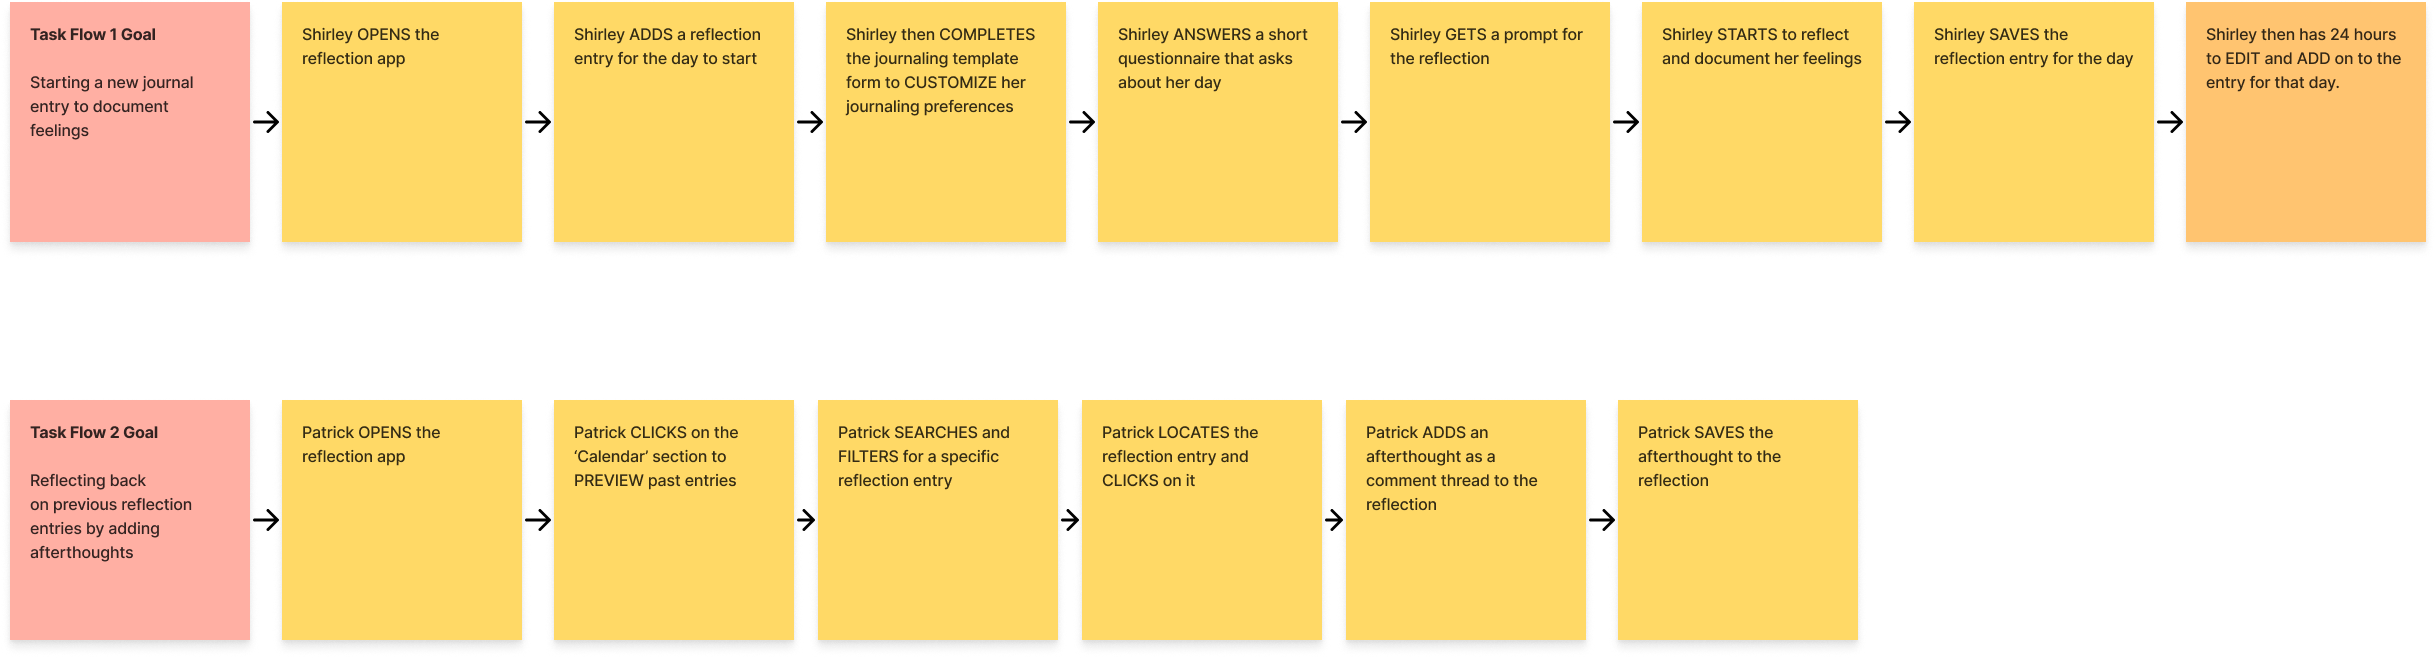 Task Flow 1 Goal
Starting a new journal
entry to document
feelings
Shirley OPENS the
reflection app
Shirley ADDS a reflection
entry for the day to start
Shirley then COMPLETES
the journaling template
form to CUSTOMIZE her
journaling preferences
Shirley ANSWERS a short
questionnaire that asks
about her day
Shirley GETS a prompt for
the reflection
Shirley STARTS to reflect
and document her feelings
Shirley SAVES the
reflection entry for the day
Shirley then has 24 hours
to EDIT and ADD on to the
entry for that day.
Task Flow 2 Goal
Reflecting back
on previous reflection
entries by adding
afterthoughts
Patrick OPENS the
reflection app
Patrick CLICKS on the
‘Calendar’ section to
PREVIEW past entries
Patrick SEARCHES and
FILTERS for a specific
reflection entry
Patrick LOCATES the
reflection entry and
CLICKS on it
Patrick ADDS an
afterthought as a
comment thread to the
reflection
Patrick SAVES the
afterthought to the
reflection